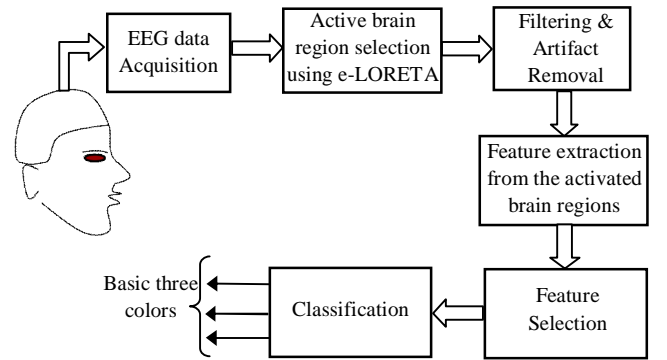 EEG data
Acquisition
Active brain
region selection
using e-LORETA
Filtering &
Artifact
Removal
Feature extraction
from the activated
brain regions
Feature
Selection
Classification
Basic three
colors